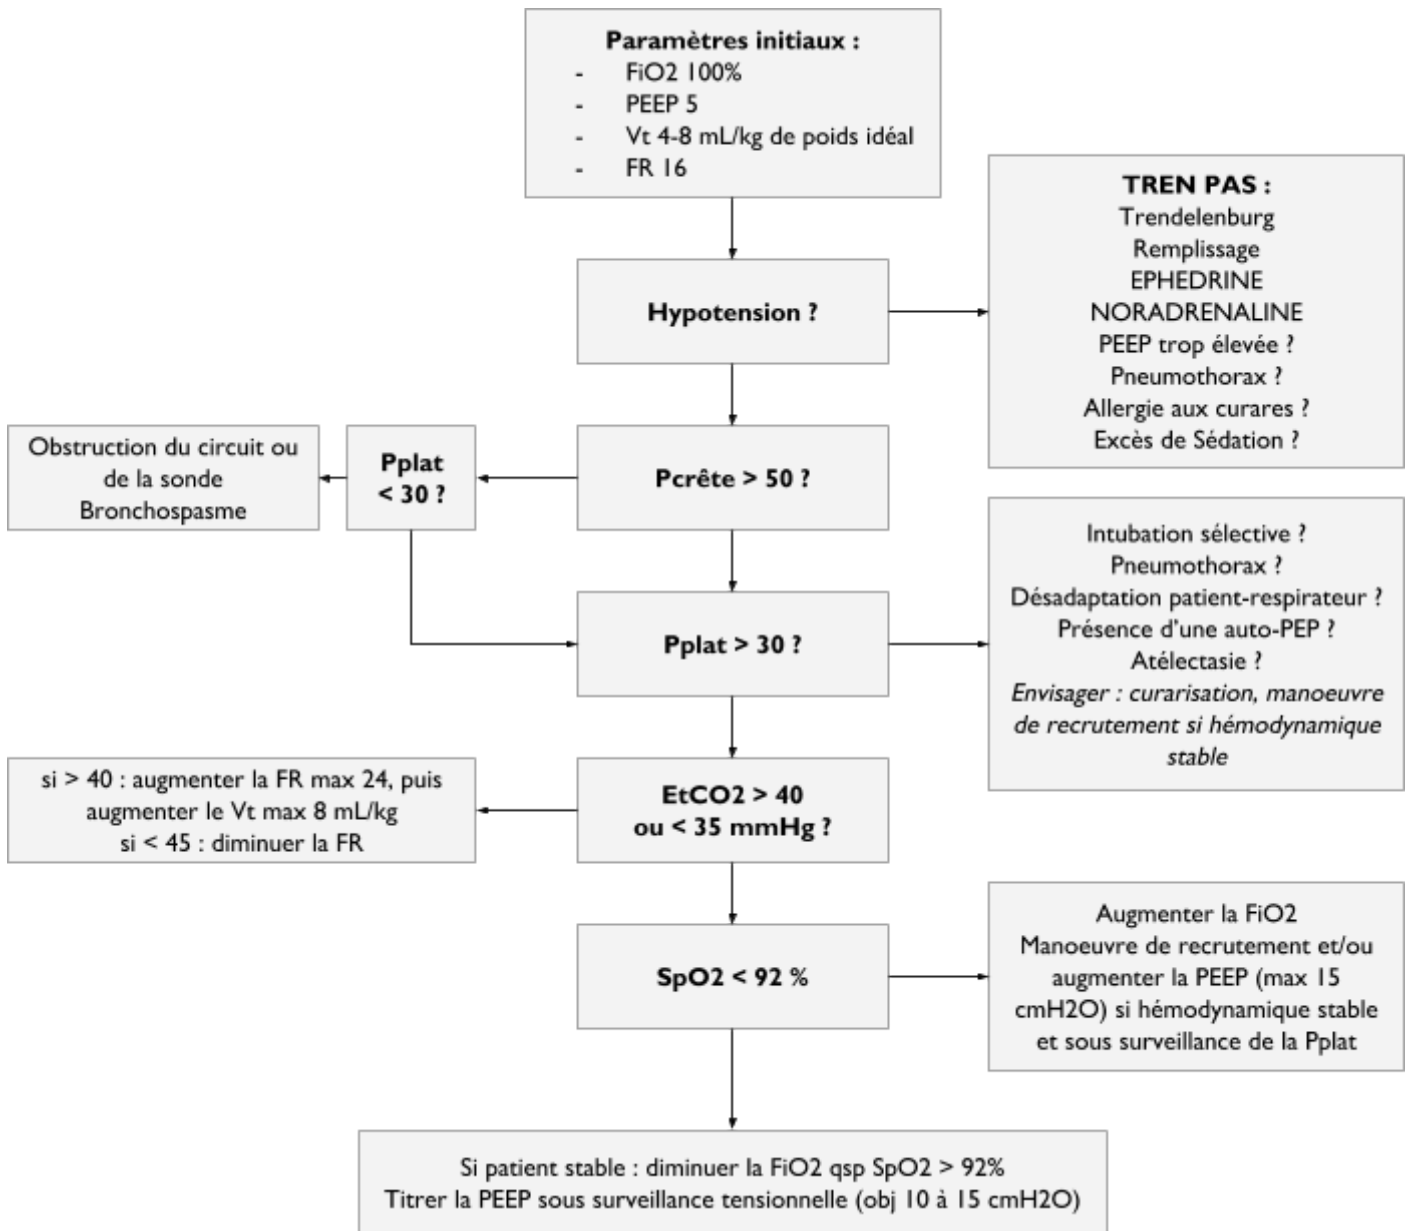 Paramètres initiaux :
- FiO2 100%
- PEEP 5
- Vt 4-8 mL/kg de poids idéal
- FR 16
TREN PAS :
Trendelenburg
Remplissage
EPHEDRINE
NORADRENALINE
PEEP trop élevée ?
Pneumothorax ?
Allergie aux curares ?
Excès de Sédation ?
Hypotension ?
Obstruction du circuit ou
de la sonde
Bronchospasme
Pplat
< 30 ?
Pcrête > 50 ?
Intubation sélective ?
Pneumothorax ?
Désadaptation patient-respirateur ?
Présence d'une auto-PEP ?
Atélectasie ?
Envisager : curarisation, manoeuvre
de recrutement si hémodynamique
stable
Pplat > 30 ?
si > 40 : augmenter la FR max 24, puis
augmenter le Vt max 8 mL/kg
si < 45 : diminuer la FR
EtCO2 > 40
ou < 35 mmHg ?
SpO2 < 92 %
Augmenter la FiO2
Manoeuvre de recrutement et/ou
augmenter la PEEP (max 15
cmH2O) si hémodynamique stable
et sous surveillance de la Pplat
Si patient stable : diminuer la FiO2 qsp SpO2 > 92%
Titrer la PEEP sous surveillance tensionnelle (obj 10 à 15 cmH2O)